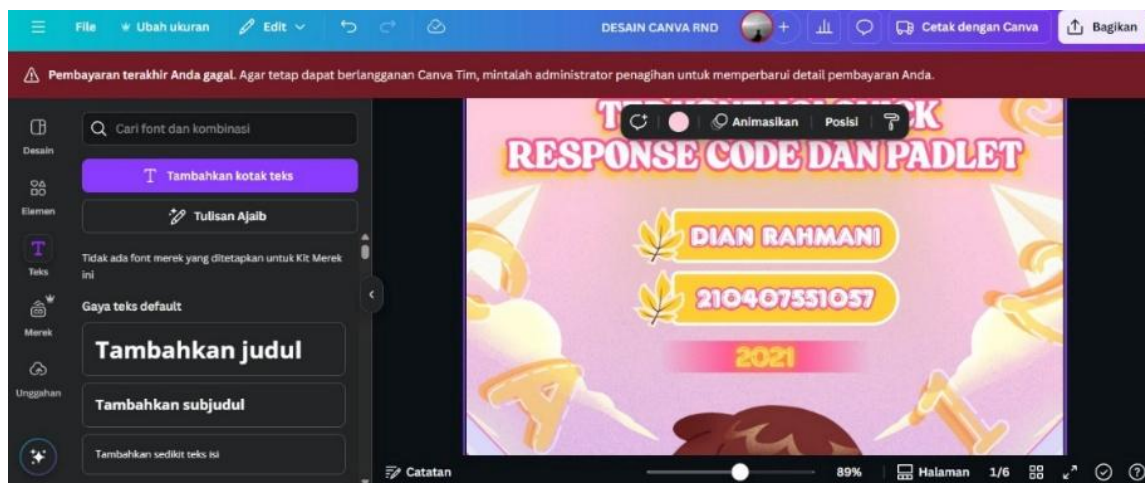 File
Ubah ukuran
Edit
DESAIN CANVA RND
Cetak dengan Canva
Bagikan
Pembayaran terakhir Anda gagal. Agar tetap dapat berlangganan Canva Tim, mintalah administrator penagihan untuk memperbarui detail pembayaran Anda.
Desain
Elemen
Teks
Merek
Unggahan
Cari font dan kombinasi
Tambahkan kotak teks
Tulisan Ajaib
Tidak ada font merek yang ditetapkan untuk Kit Merek
ini
Gaya teks default
Tambahkan judul
Tambahkan subjudul
Tambahkan sedikit teks isi
Animasikan
Posisi
RESPONSE CODE DAN PADLET
DIAN RAHMANI
210407551057
2021
Catatan
89%
Halaman
1/6